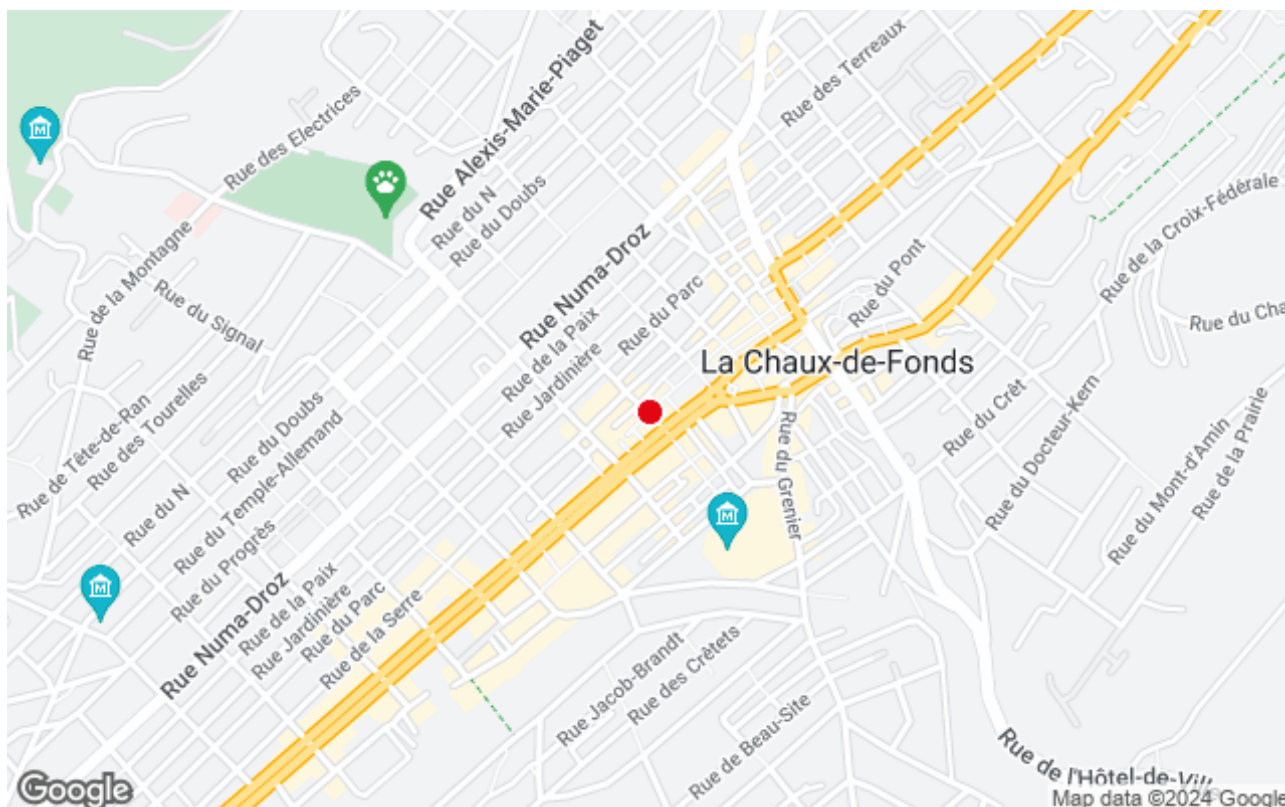 Rue des Terreaux
Rue Alexis-Marie-Piaget
Rue des Electrices
Rue du N
Rue du Doubs
Rue de la Croix-Fédérale
Rue de la Montagne
Rue Numa-Droz
Rue du Pont
Rue du Signal
Rue du Parc
Rue de la Paix
Rue du Cha
Rue Jardinière
La Chaux-de-Fonds
Rue de Tête-de-Ran
Rue des Tourelles
Rue du Doubs
Rue du Temple-Allemand
Rue du Crêt
Rue du Docteur-Kern
Rue du Grenier
Rue du Mont-d'Amin
Rue de la Prairie
Rue du N
Rue du Progrès
M
M
M
Rue Numa-Droz
Rue de la Paix
Rue Jardinière
Rue du Parc
Rue de la Serre
Rue Jacob-Brandt
Rue des Crêtets
Rue de Beau-Site
Rue de l'Hôtel-de-Vill
Google
Map data ©2024 Google